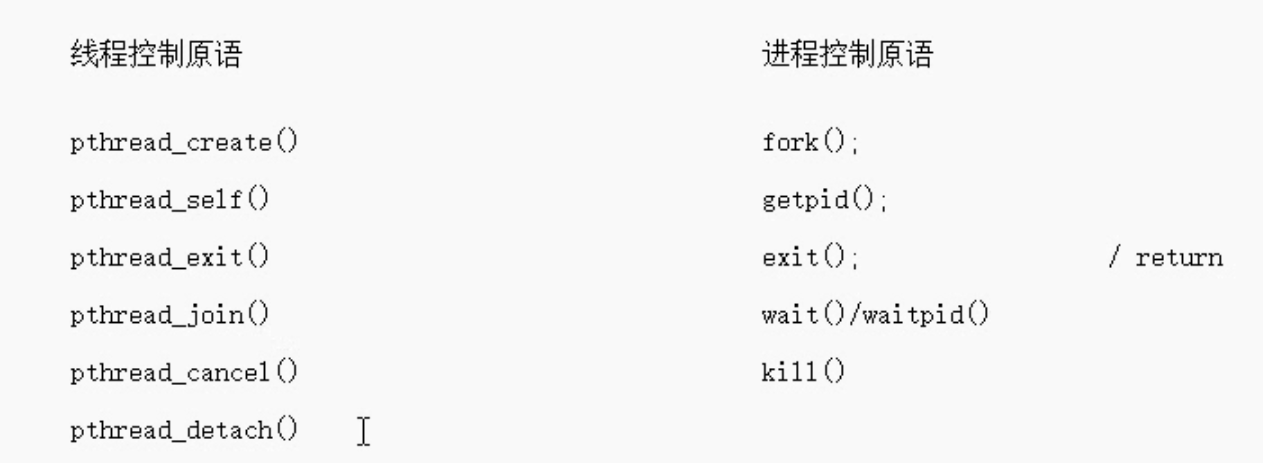 线程控制原语 进程控制原语
pthread_create() fork();
pthread_self() getpid();
pthread_exit() exit(); / return
pthread_join() wait()/waitpid()
pthread_cancel() kill()
pthread_detach()